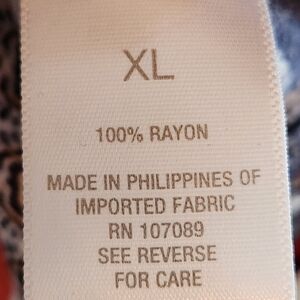 XL
100% RAYON
MADE IN PHILIPPINES OF
IMPORTED FABRIC
RN 107089
SEE REVERSE
FOR CARE